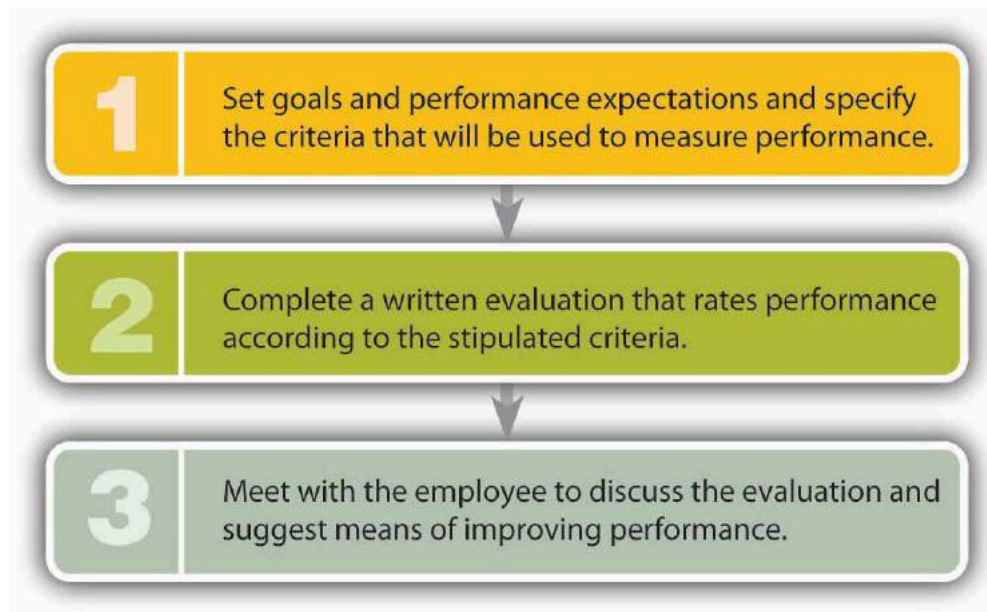 1
Set goals and performance expectations and specify
the criteria that will be used to measure performance.
2
Complete a written evaluation that rates performance
according to the stipulated criteria.
3
Meet with the employee to discuss the evaluation and
suggest means of improving performance.